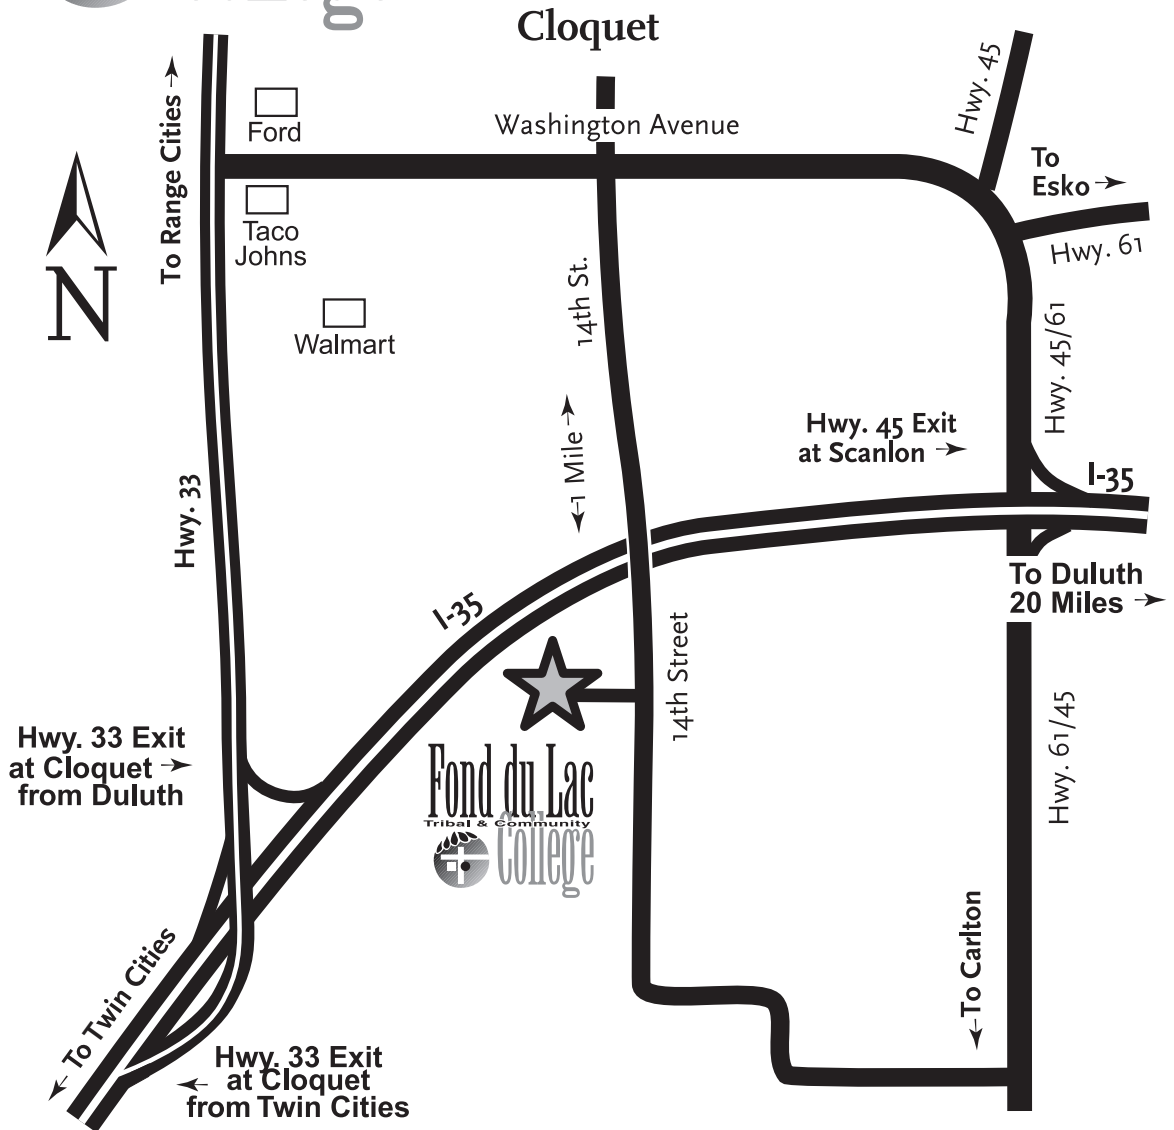 Cloquet
Hwy. 45
To Range Cities
Ford
Washington Avenue
To
Esko
Taco
Johns
Hwy. 61
N
14th St.
Walmart
Hwy. 45/61
1 Mile
Hwy. 45 Exit
at Scanlon
I-35
Hwy. 33
To Duluth
20 Miles
I-35
14th Street
Hwy. 61/45
Hwy. 33 Exit
at Cloquet
from Duluth
Fond du Lac
Tribal & Community
College
To Carlton
To Twin Cities
Hwy. 33 Exit
at Cloquet
from Twin Cities